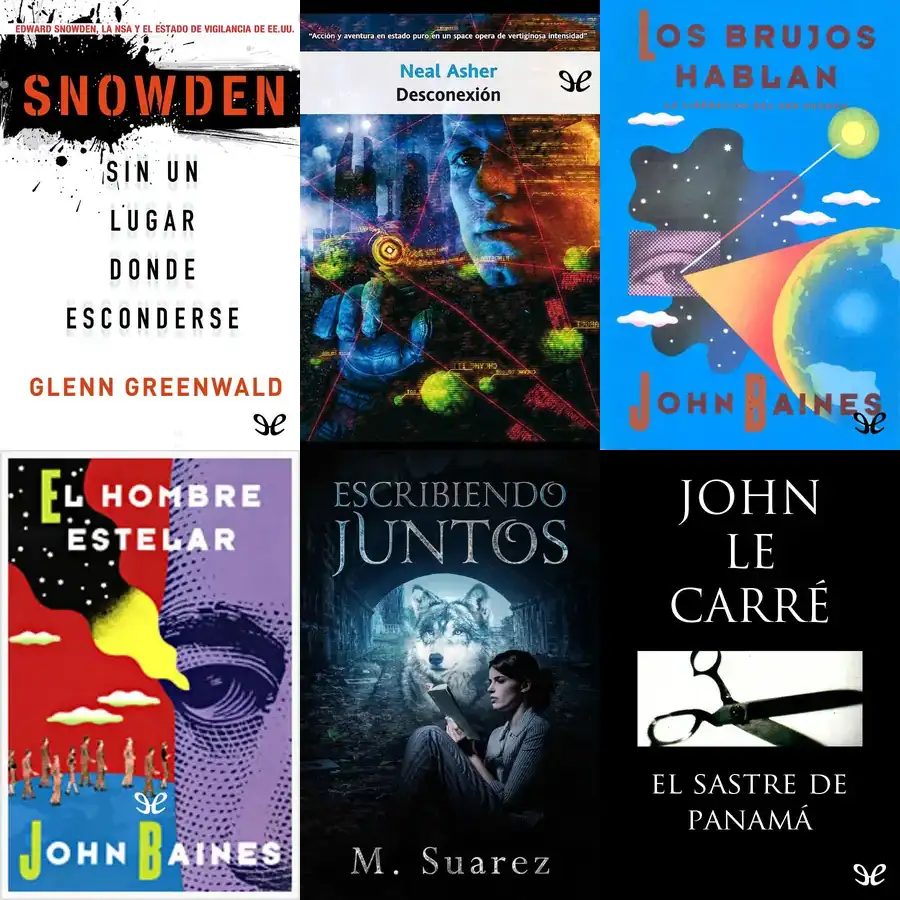 EDWARD SNOWDEN, LA NSA Y EL ESTADO DE VIGILANCIA DE EE.UU.
SNOWDEN
SIN UN
LUGAR
DONDE
ESCONDERSE
GLENN GREENWALD
"Acción y aventura en estado puro en un space opera de vertiginosa intensidad"
Neal Asher
Desconexión
LOS BRUJOS
HABLAN
JOHN BAINES
EL HOMBRE
ESTELAR
JOHN BAINES
ESCRIBIENDO
JUNTOS
M. Suarez
JOHN
LE
CARRÉ
EL SASTRE DE
PANAMÁ